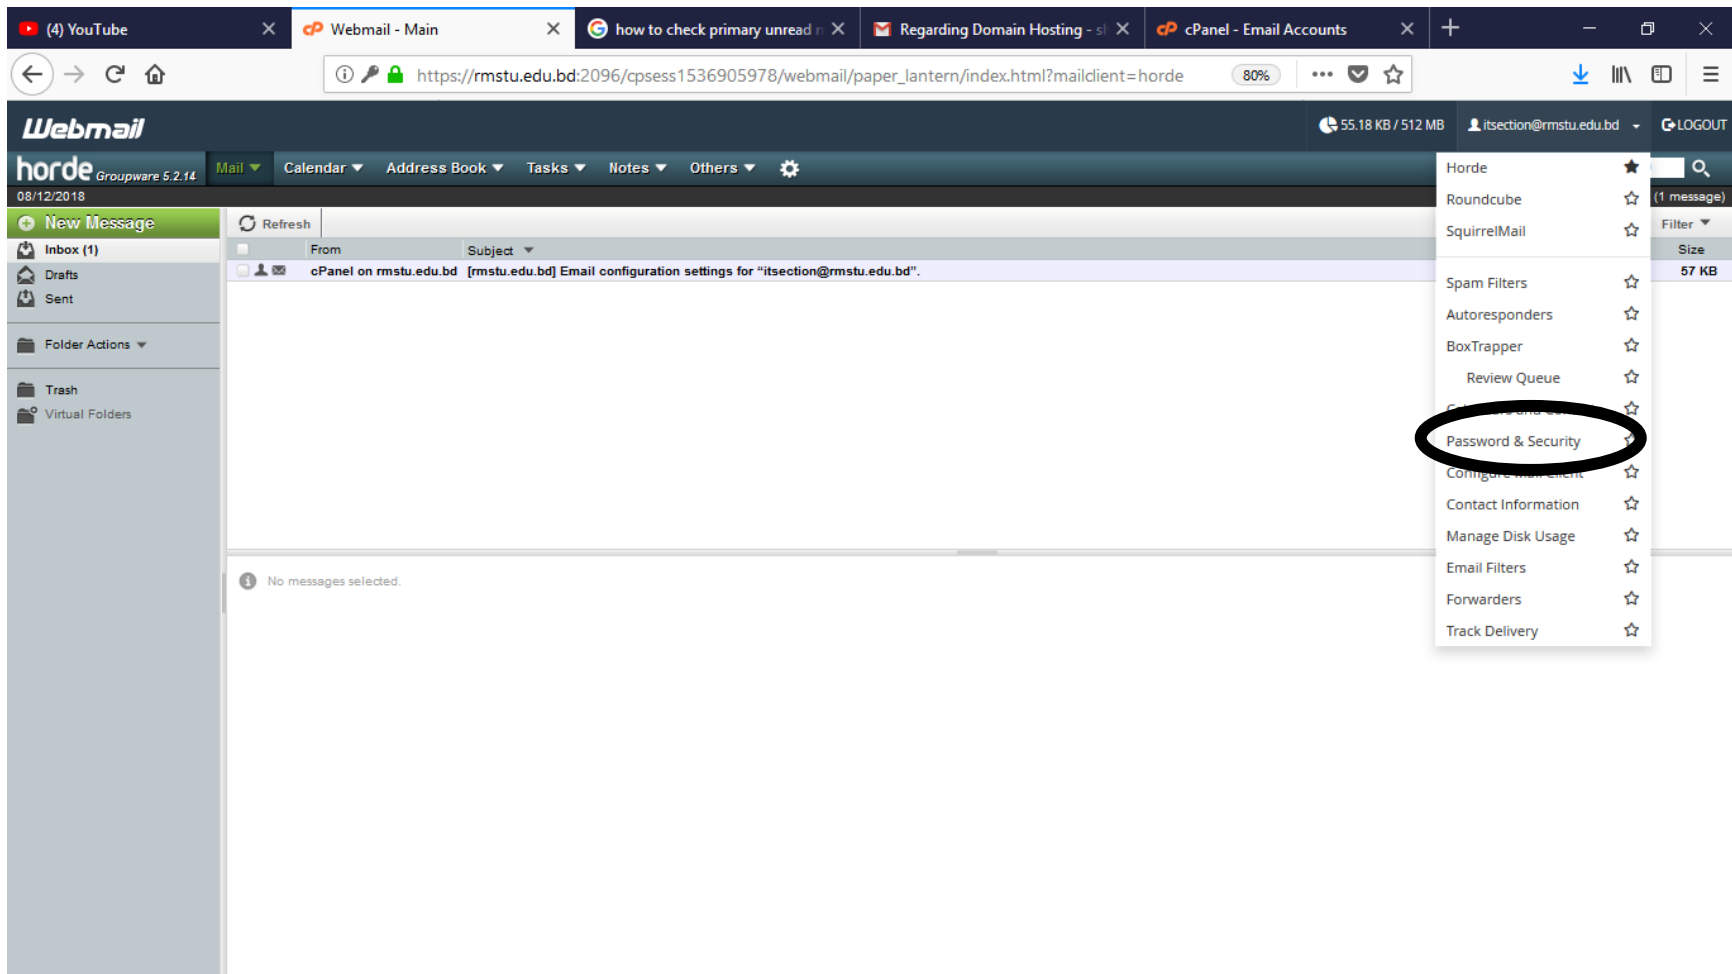 (4) YouTube
Webmail - Main
how to check primary unread
Regarding Domain Hosting -
cPanel - Email Accounts
https://rmstu.edu.bd:2096/cpsess1536905978/webmail/paper_lantern/index.html?mailclient=horde
80%
Webmail
55.18 KB / 512 MB
itsection@rmstu.edu.bd
LOGOUT
horde Groupware 5.2.14
Mail
Calendar
Address Book
Tasks
Notes
Others
08/12/2018
(1 message)
New Message
Refresh
Filter
Inbox (1)
From
Subject
Size
Drafts
cPanel on rmstu.edu.bd
[rmstu.edu.bd] Email configuration settings for “itsection@rmstu.edu.bd”.
57 KB
Sent
Folder Actions
Trash
Virtual Folders
No messages selected.
Horde
Roundcube
SquirrelMail
Spam Filters
Autoresponders
BoxTrapper
Review Queue
Password & Security
Configure Mail Client
Contact Information
Manage Disk Usage
Email Filters
Forwarders
Track Delivery